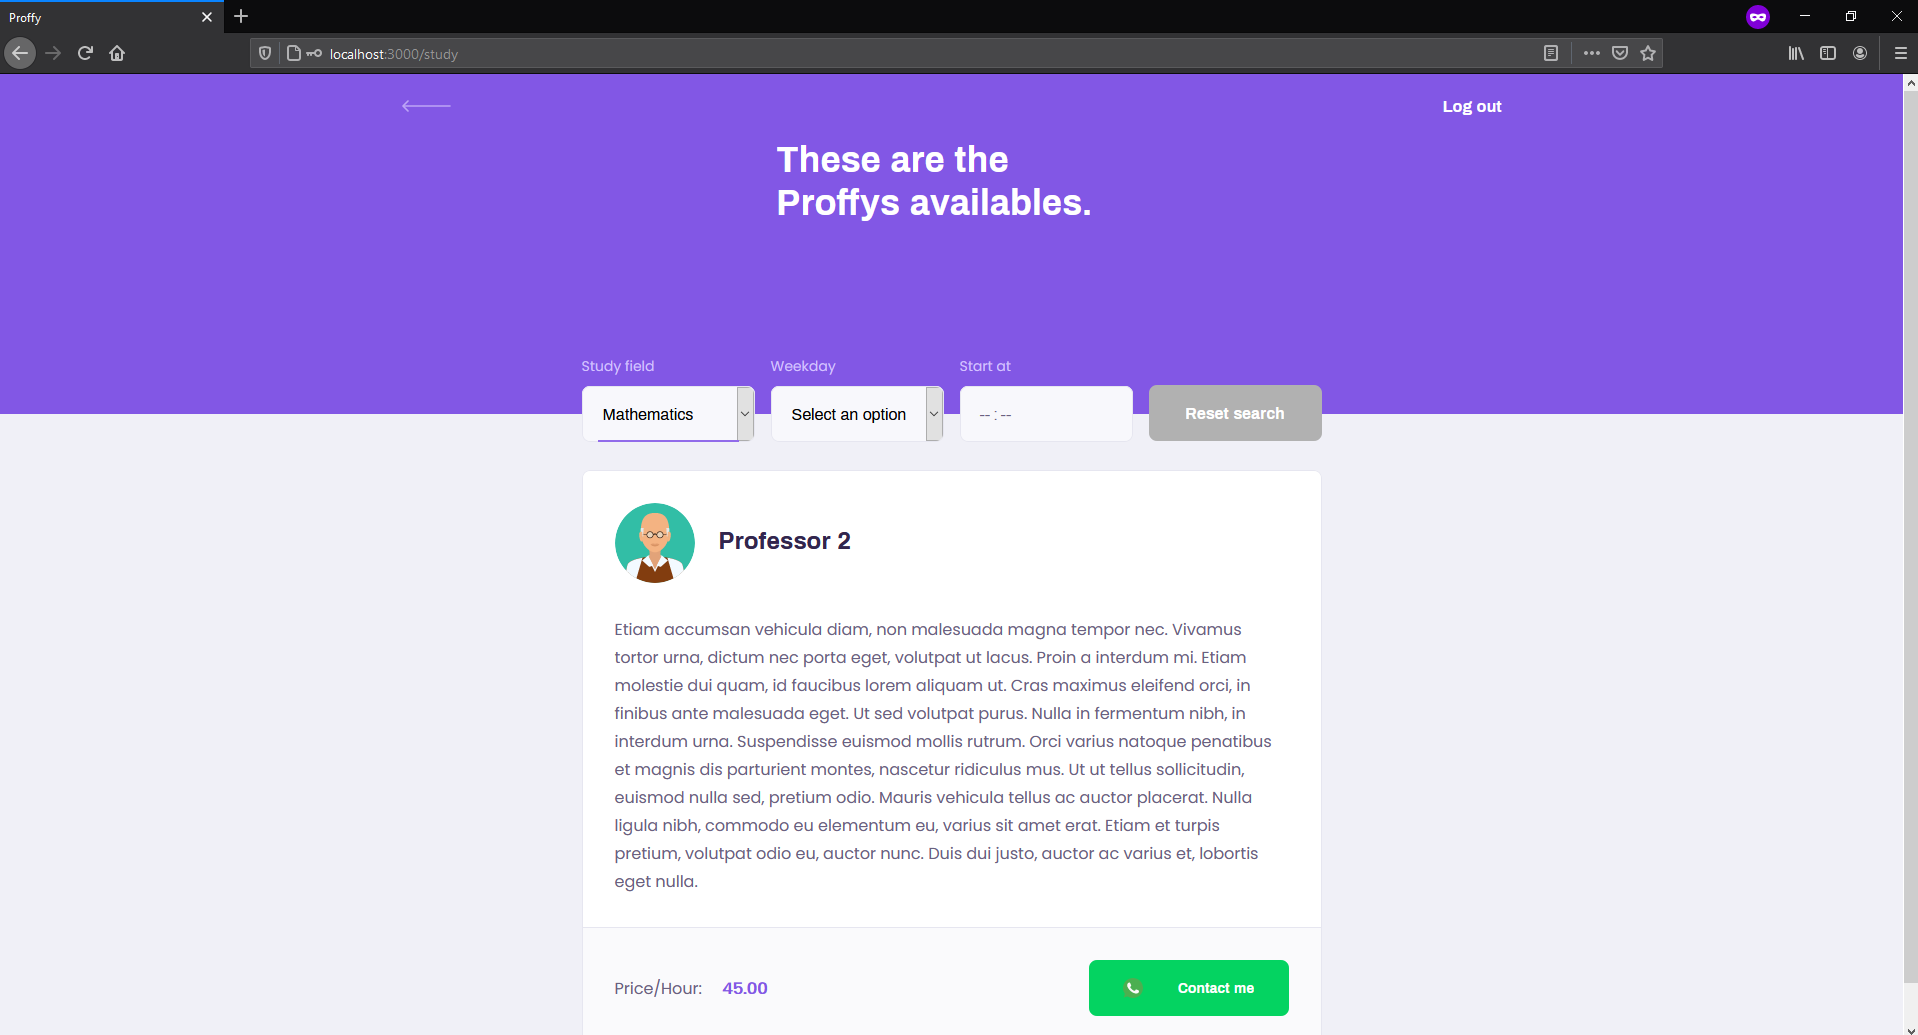 Proffy
localhost:3000/study
Log out
These are the
Proffys availables.
Study field
Weekday
Start at
Mathematics
Select an option
-- : --
Reset search
Professor 2
Etiam accumsan vehicula diam, non malesuada magna tempor nec. Vivamus
tortor urna, dictum nec porta eget, volutpat ut lacus. Proin a interdum mi. Etiam
molestie dui quam, id faucibus lorem aliquam ut. Cras maximus eleifend orci, in
finibus ante malesuada eget. Ut sed volutpat purus. Nulla in fermentum nibh, in
interdum urna. Suspendisse euismod mollis rutrum. Orci varius natoque penatibus
et magnis dis parturient montes, nascetur ridiculus mus. Ut ut tellus sollicitudin,
euismod nulla sed, pretium odio. Mauris vehicula tellus ac auctor placerat. Nulla
ligula nibh, commodo eu elementum eu, varius sit amet erat. Etiam et turpis
pretium, volutpat odio eu, auctor nunc. Duis dui justo, auctor ac varius et, lobortis
eget nulla.
Price/Hour: 45.00
Contact me